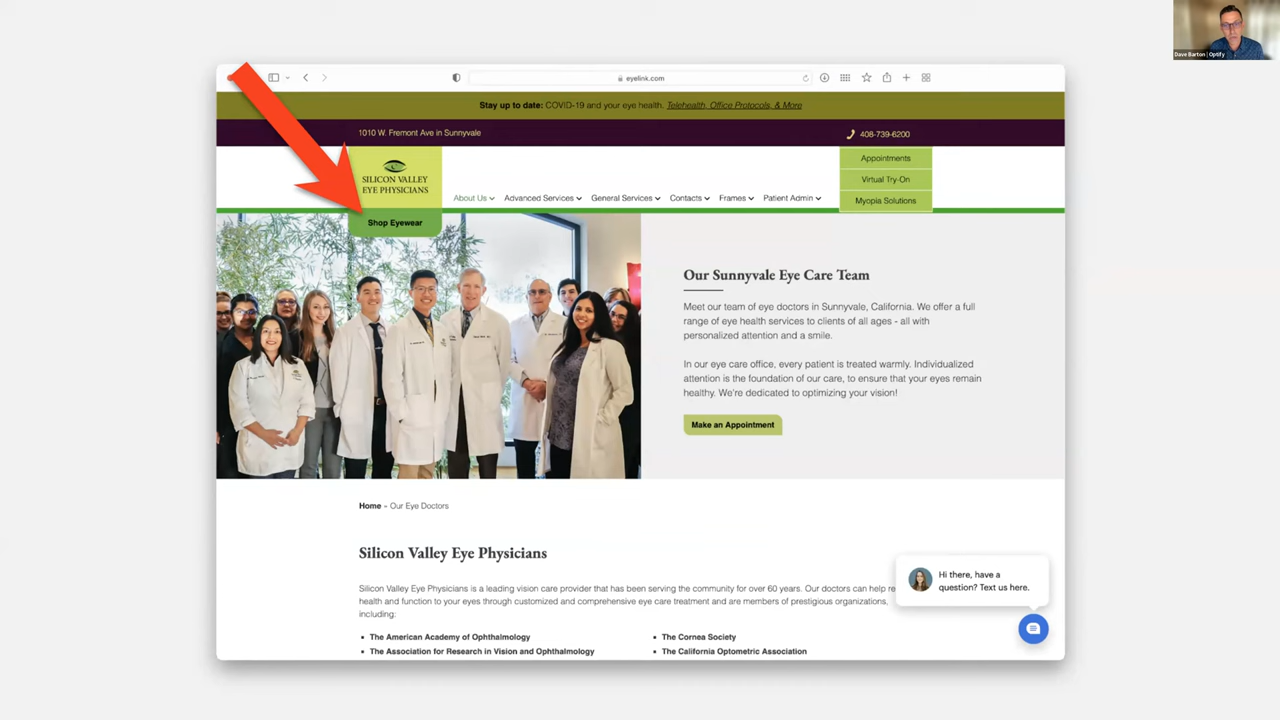 Dave Barton | Optify
eyelink.com
Stay up to date: COVID-19 and your eye health. Telehealth, Office Protocols, & More
1010 W. Fremont Ave in Sunnyvale
408-739-6200
SILICON VALLEY
EYE PHYSICIANS
Shop Eyewear
About Us
Advanced Services
General Services
Contacts
Frames
Patient Admin
Appointments
Virtual Try-On
Myopia Solutions
Our Sunnyvale Eye Care Team
Meet our team of eye doctors in Sunnyvale, California. We offer a full
range of eye health services to clients of all ages - all with
personalized attention and a smile.
In our eye care office, every patient is treated warmly. Individualized
attention is the foundation of our care, to ensure that your eyes remain
healthy. We're dedicated to optimizing your vision!
Make an Appointment
Home - Our Eye Doctors
Silicon Valley Eye Physicians
Silicon Valley Eye Physicians is a leading vision care provider that has been serving the community for over 60 years. Our doctors can help re
health and function to your eyes through customized and comprehensive eye care treatment and are members of prestigious organizations,
including:
• The American Academy of Ophthalmology
• The Association for Research in Vision and Ophthalmology
• The Cornea Society
• The California Optometric Association
Hi there, have a
question? Text us here.